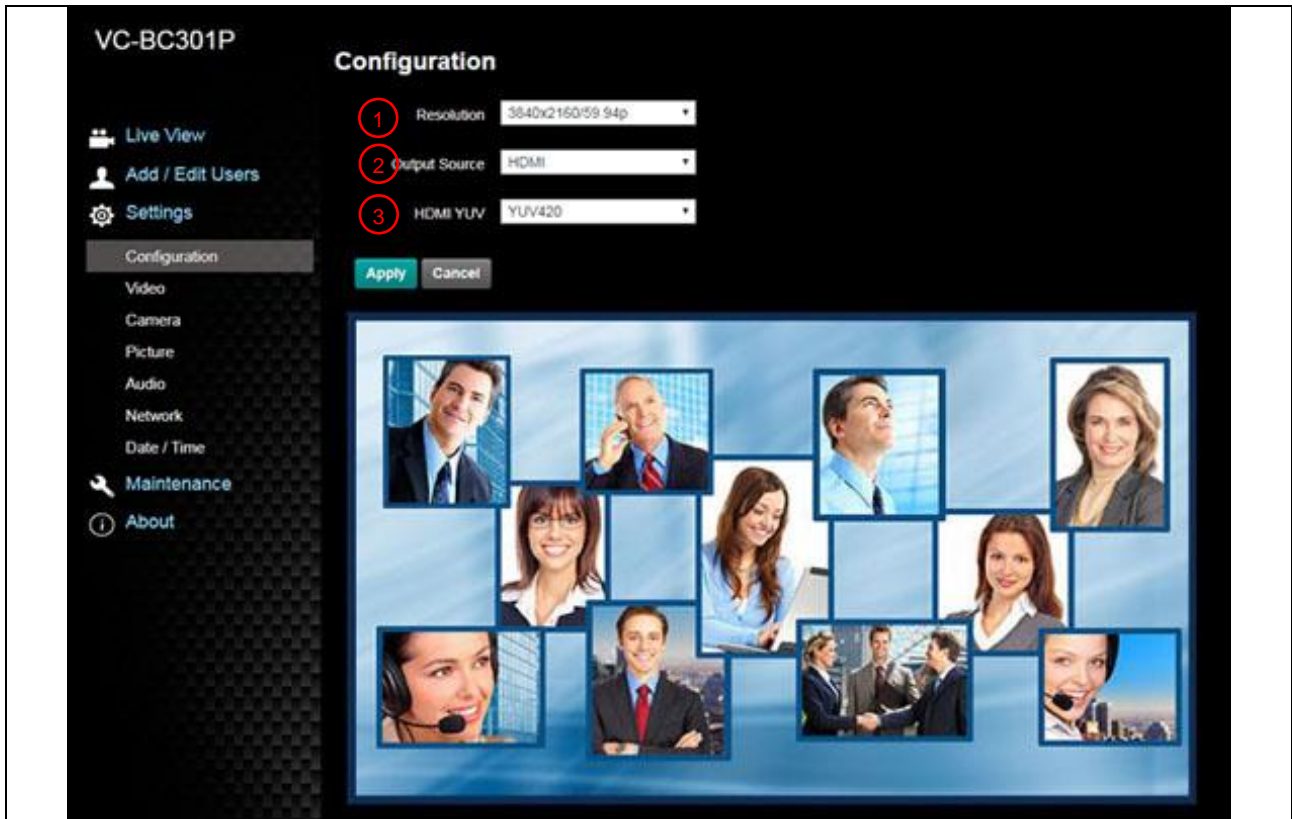 VC-BC301P
Live View
Add / Edit Users
Settings
Configuration
Video
Camera
Picture
Audio
Network
Date / Time
Maintenance
About
Configuration
1 Resolution 3840x2160/59.94p
2 Output Source HDMI
3 HDMI YUV YUV420
Apply Cancel